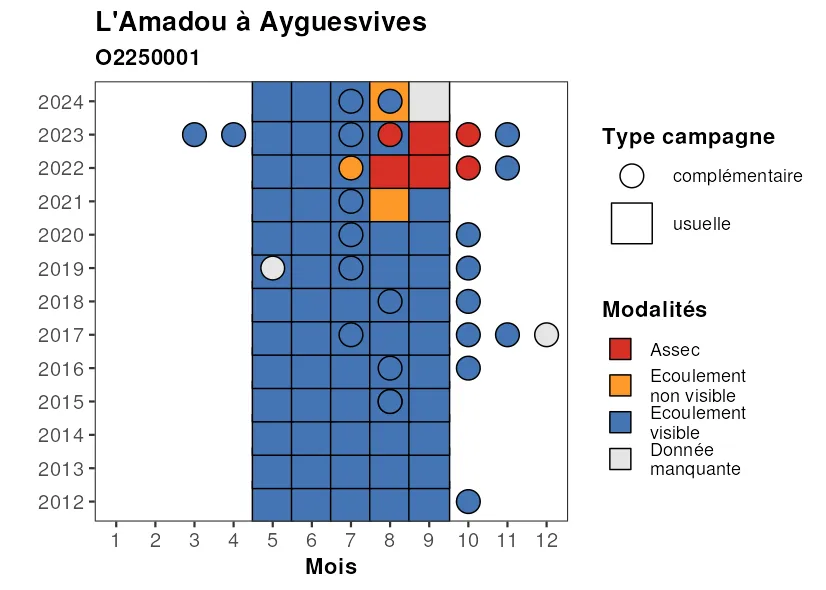 L'Amadou à Ayguesvives
O2250001
2024
2023
2022
2021
2020
2019
2018
2017
2016
2015
2014
2013
2012
1 2 3 4 5 6 7 8 9 10 11 12
Mois
Type campagne
complémentaire
usuelle
Modalités
Assec
Ecoulement
non visible
Ecoulement
visible
Donnée
manquante